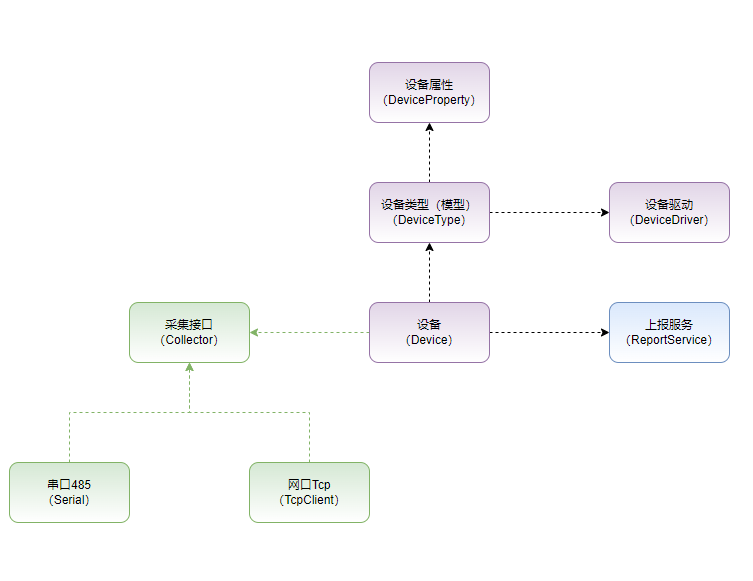 设备属性
（DeviceProperty）
设备类型（模型）
（DeviceType）
设备驱动
（DeviceDriver）
采集接口
（Collector）
设备
（Device）
上报服务
（ReportService）
串口485
（Serial）
网口Tcp
（TcpClient）